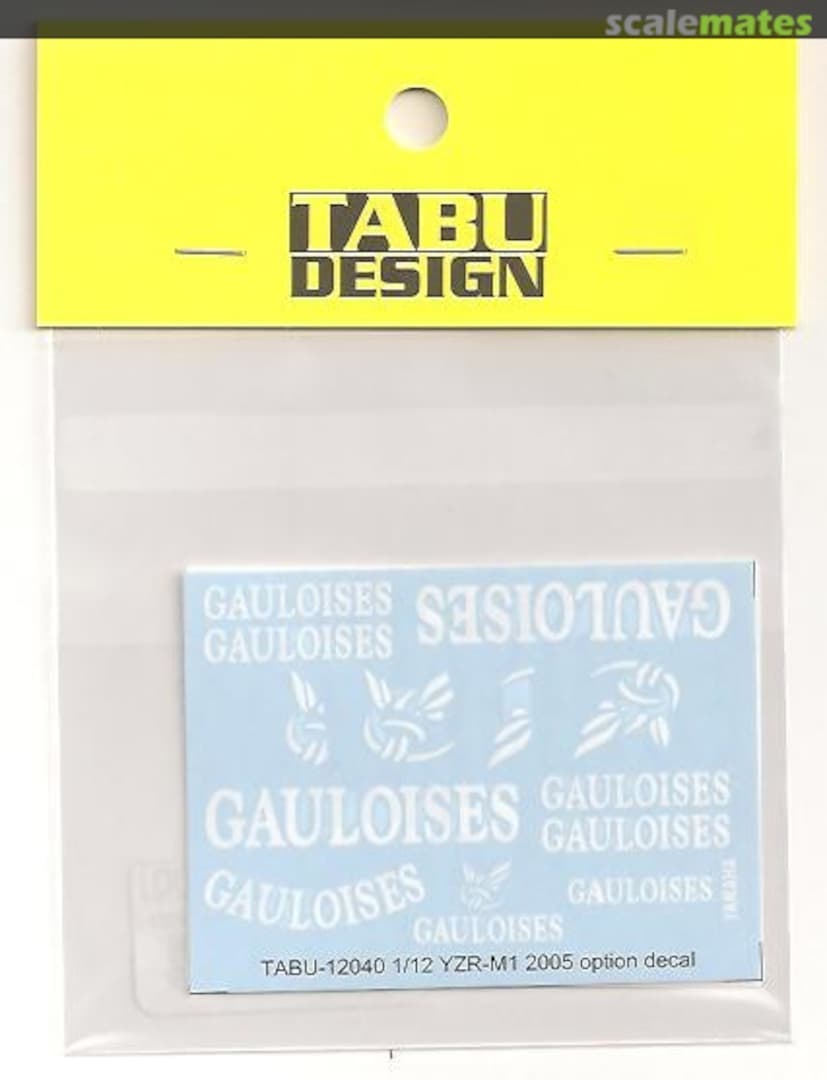 scalemates
TABU
DESIGN
GAULOISES
GAULOISES
GAULOISES
GAULOISES
GAULOISES
GAULOISES
GAULOISES
GAULOISES
GAULOISES
YAMAHA
TABU-12040 1/12 YZR-M1 2005 option decal